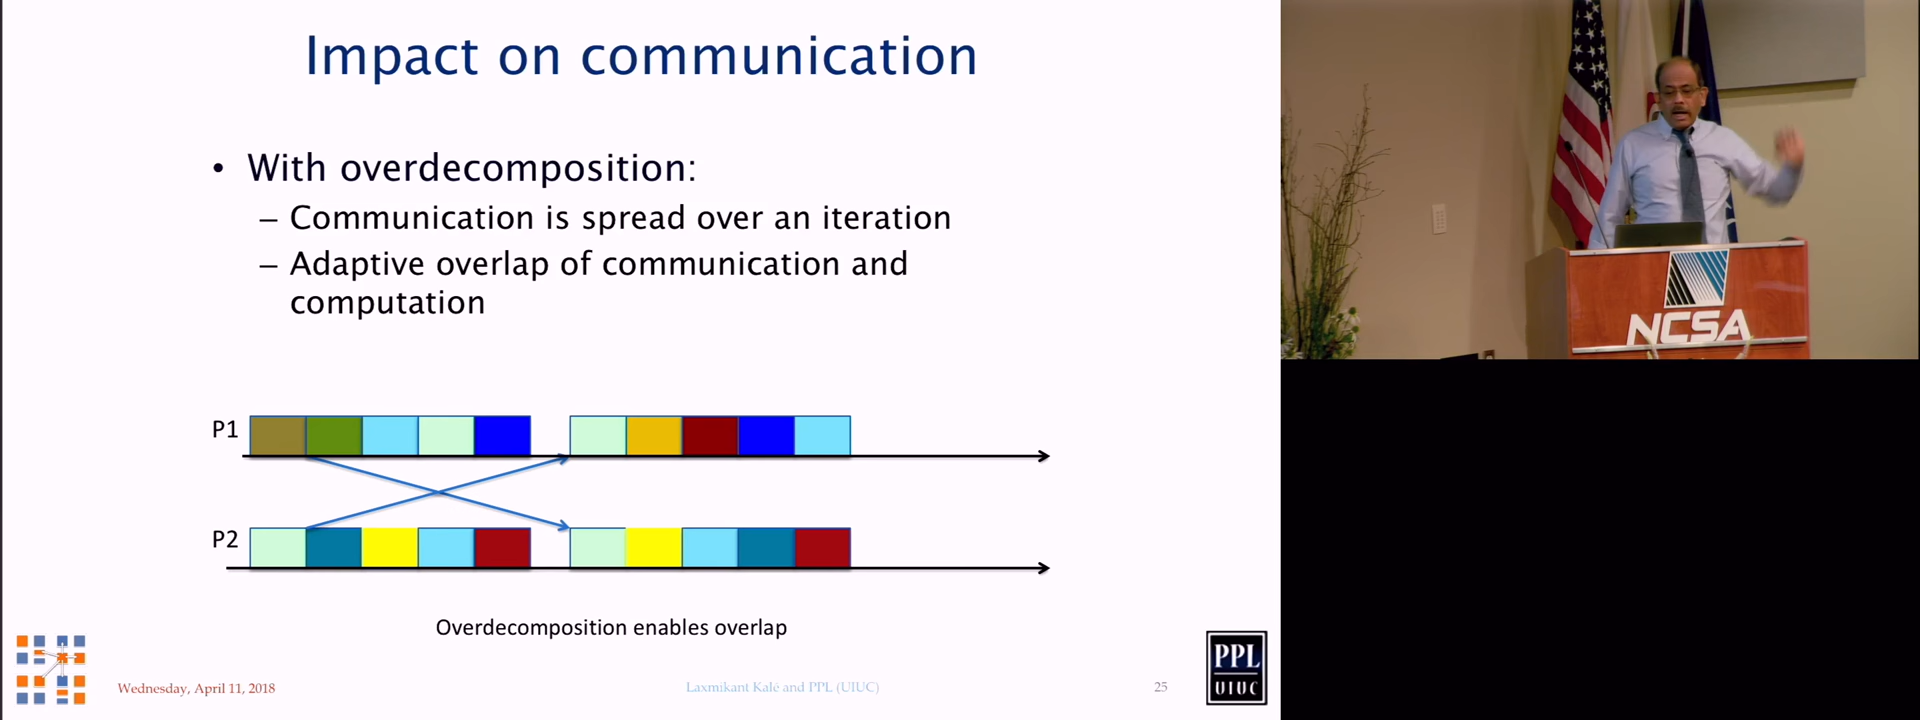 Impact on communication
• With overdecomposition:
– Communication is spread over an iteration
– Adaptive overlap of communication and
computation
P1
P2
Overdecomposition enables overlap
Wednesday, April 11, 2018
Laxmikant Kalé and PPL (UIUC)
25
PPL
UIUC
NCSA